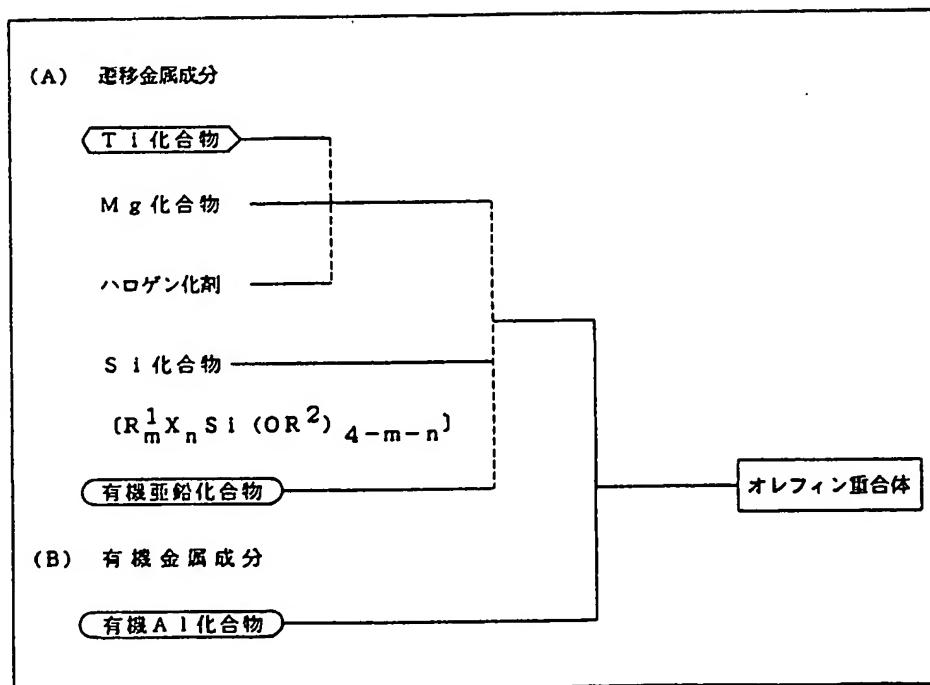 (A) 遷移金属成分
Ti化合物
Mg化合物
ハロゲン化剤
Si化合物
[R¹ₘXₙSi(OR²)₄₋ₘ₋ₙ]
有機亜鉛化合物
オレフィン重合体
(B) 有機金属成分
有機Al化合物